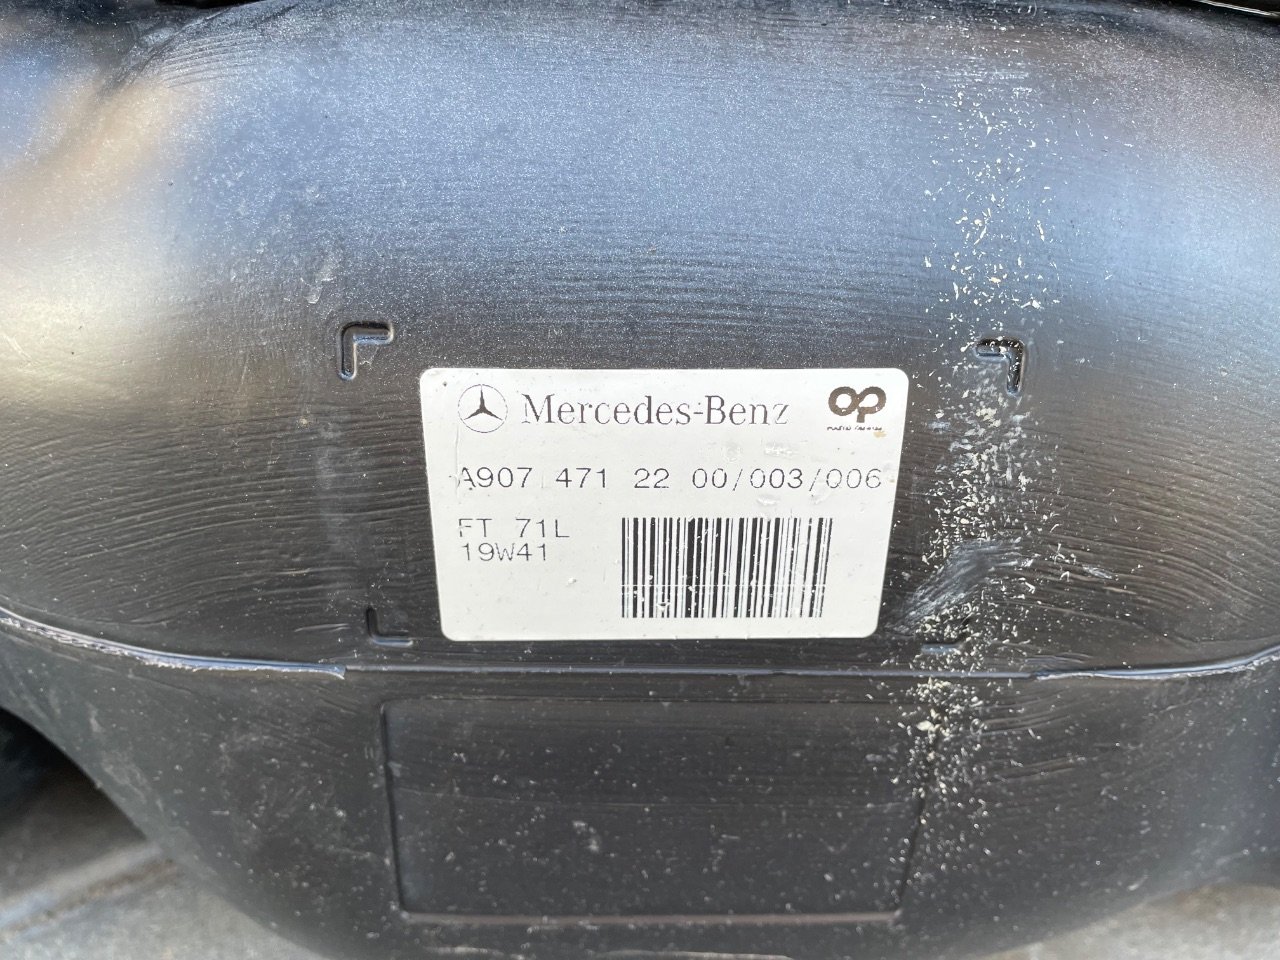 Mercedes-Benz
A907 471 22 00/003/006
FT 71L
19W41